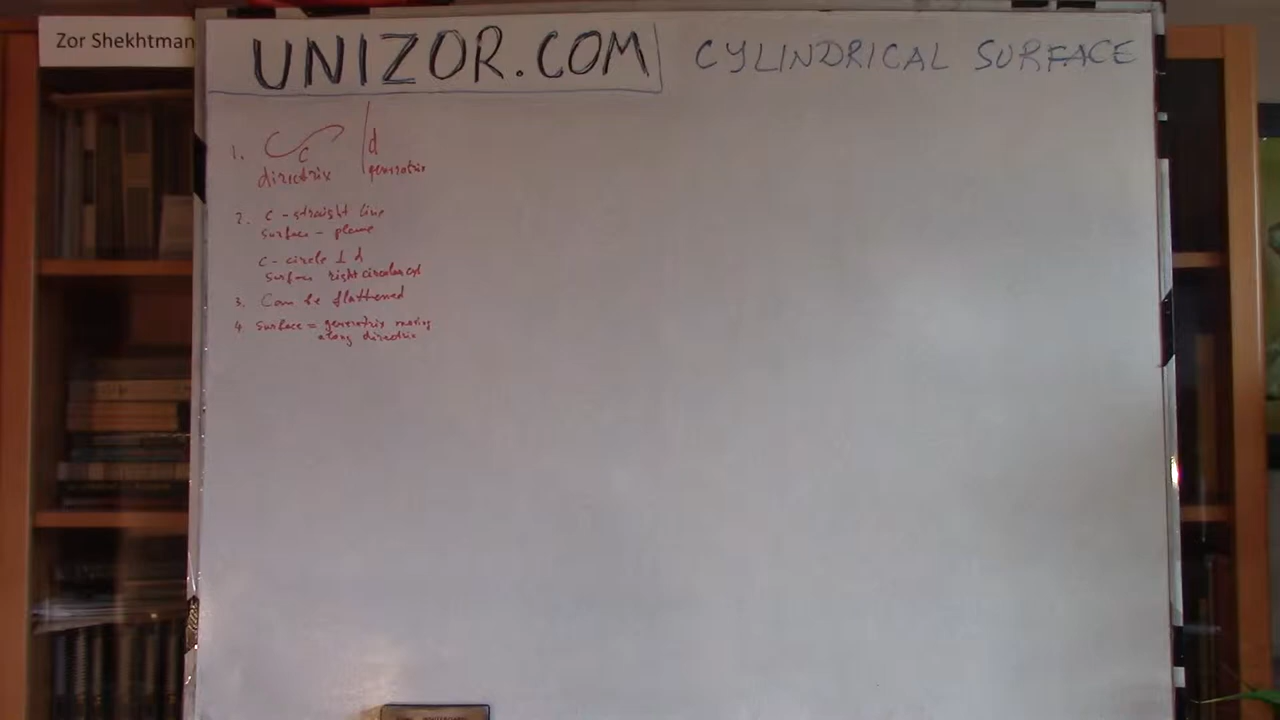 Zor Shekhtman
UNIZOR.COM
CYLINDRICAL SURFACE
1. C d
directrix generatrix
2. C - straight line
Surface - plane
C - circle ⊥ d
Surface right circular cyl
3. Can be flattened
4. Surface = generatrix moving
along directrix